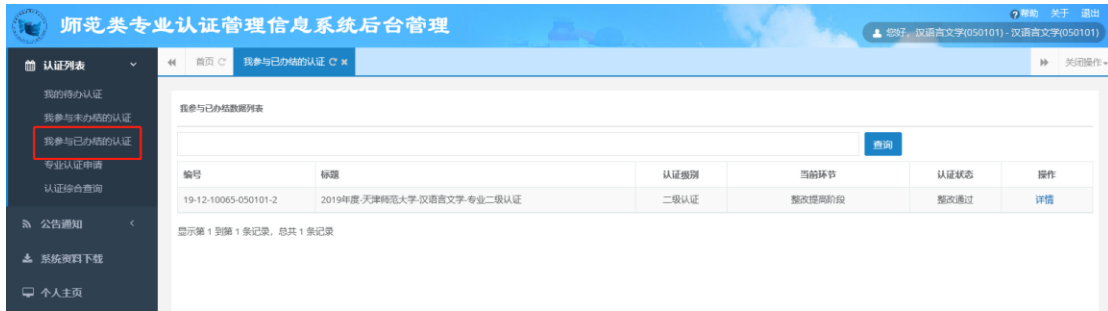 师范类专业认证管理信息系统后台管理
帮助 关于 退出
您好，汉语言文学(050101) - 汉语言文学(050101)
认证列表
首页
我参与已办结的认证
关闭操作
我的待办认证
我参与未办结的认证
我参与已办结的认证
专业认证申请
认证综合查询
公告通知
系统资料下载
个人主页
我参与已办结数据列表
查询
编号 标题 认证级别 当前环节 认证状态 操作
19-12-10065-050101-2 2019年度-天津师范大学-汉语言文学-专业二级认证 二级认证 整改提高阶段 整改通过 详情
显示第 1 到第 1 条记录，总共 1 条记录